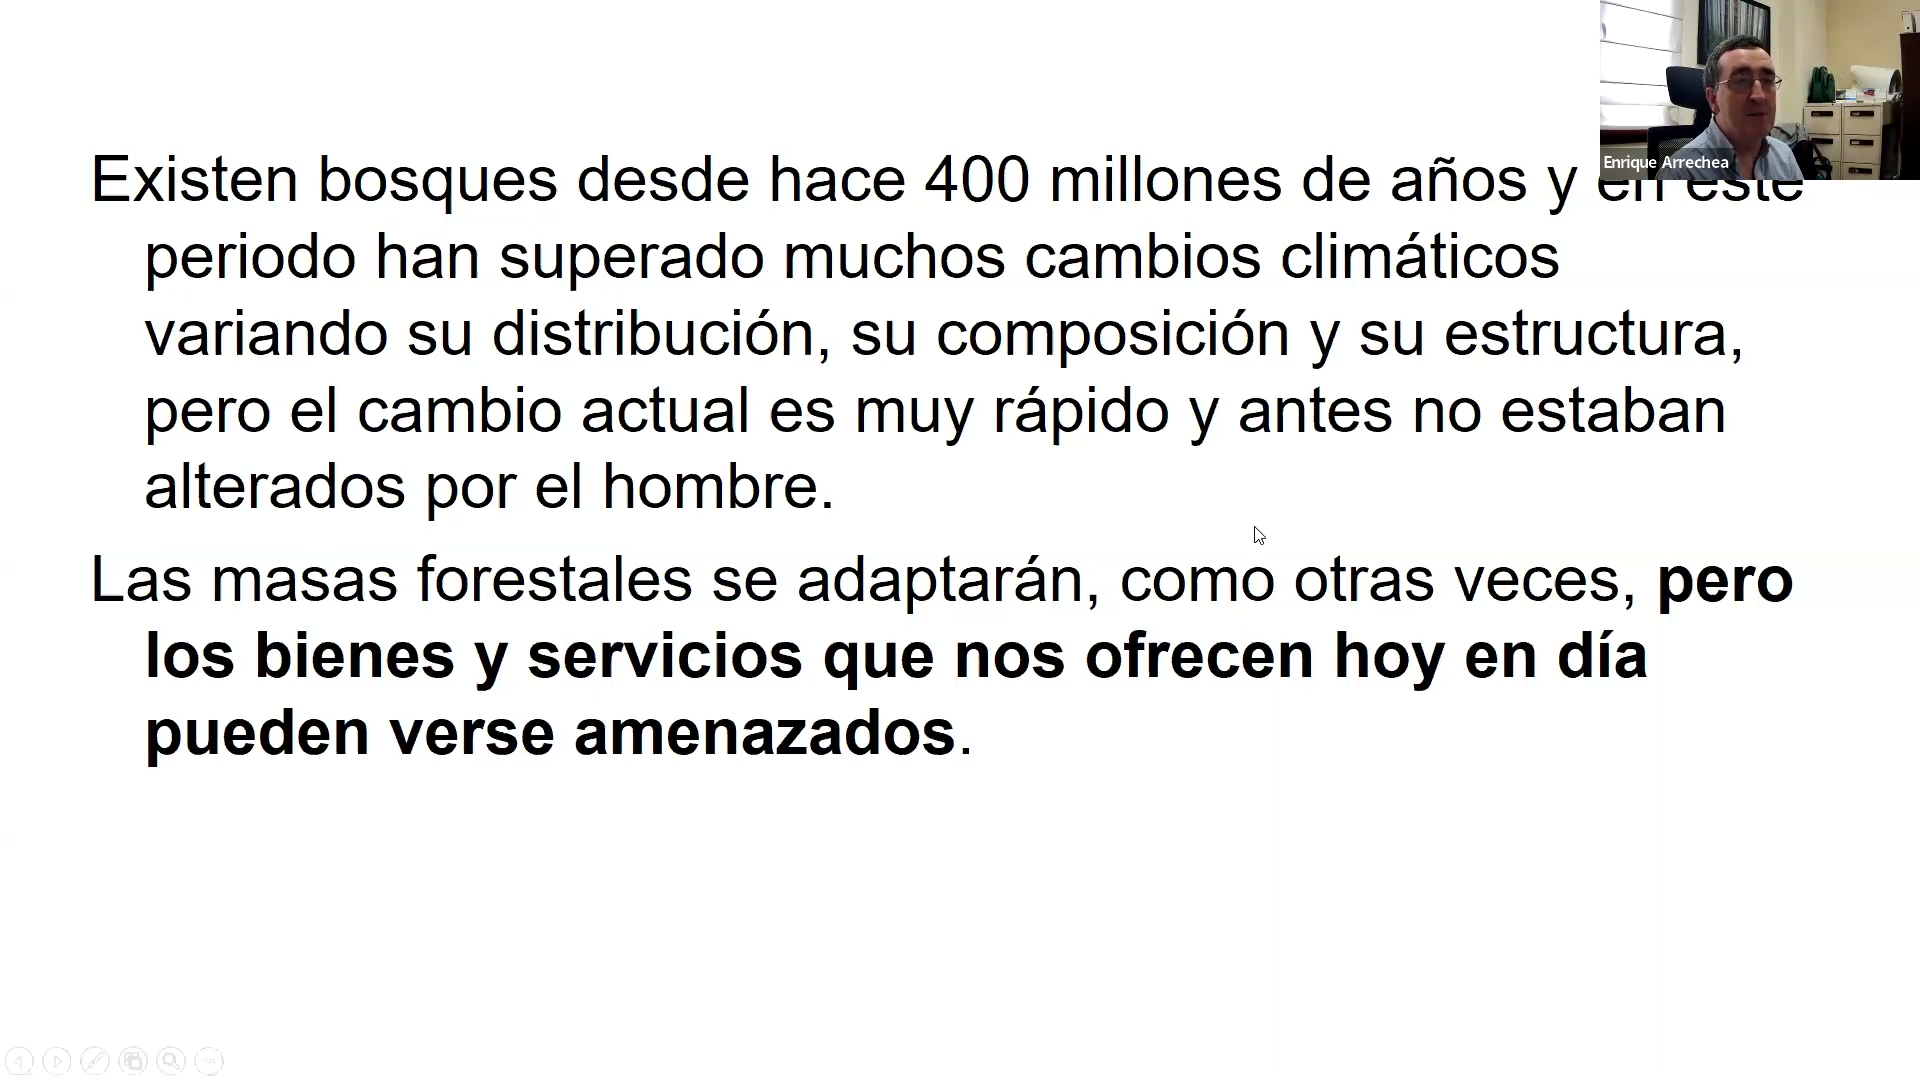 Existen bosques desde hace 400 millones de años y en este
periodo han superado muchos cambios climáticos
variando su distribución, su composición y su estructura,
pero el cambio actual es muy rápido y antes no estaban
alterados por el hombre.
Las masas forestales se adaptarán, como otras veces, pero
los bienes y servicios que nos ofrecen hoy en día
pueden verse amenazados.
Enrique Arrechea